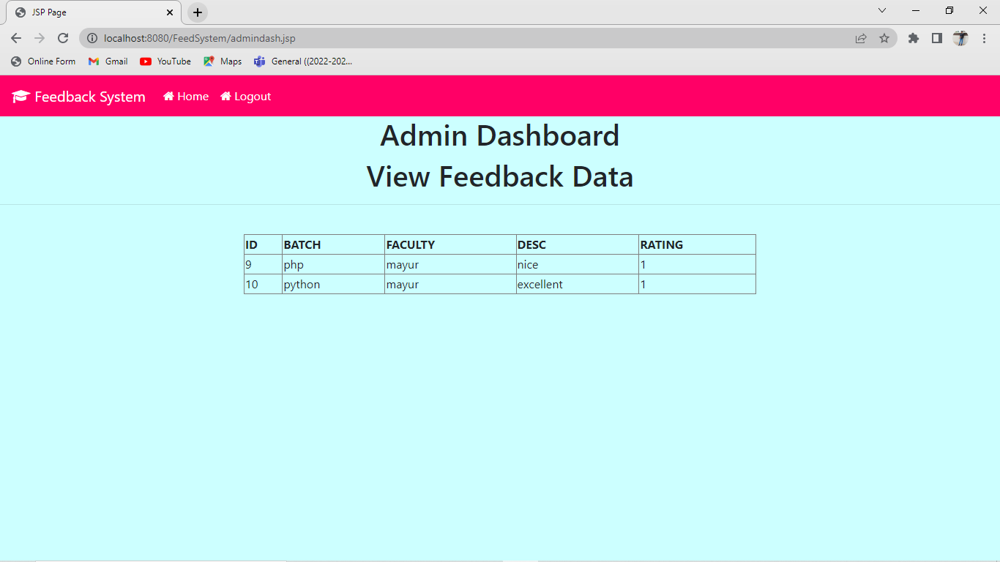 JSP Page
localhost:8080/FeedSystem/admindash.jsp
Online Form Gmail YouTube Maps General ((2022-202...
Feedback System Home Logout
Admin Dashboard
View Feedback Data
ID BATCH FACULTY DESC RATING
9 php mayur nice 1
10 python mayur excellent 1